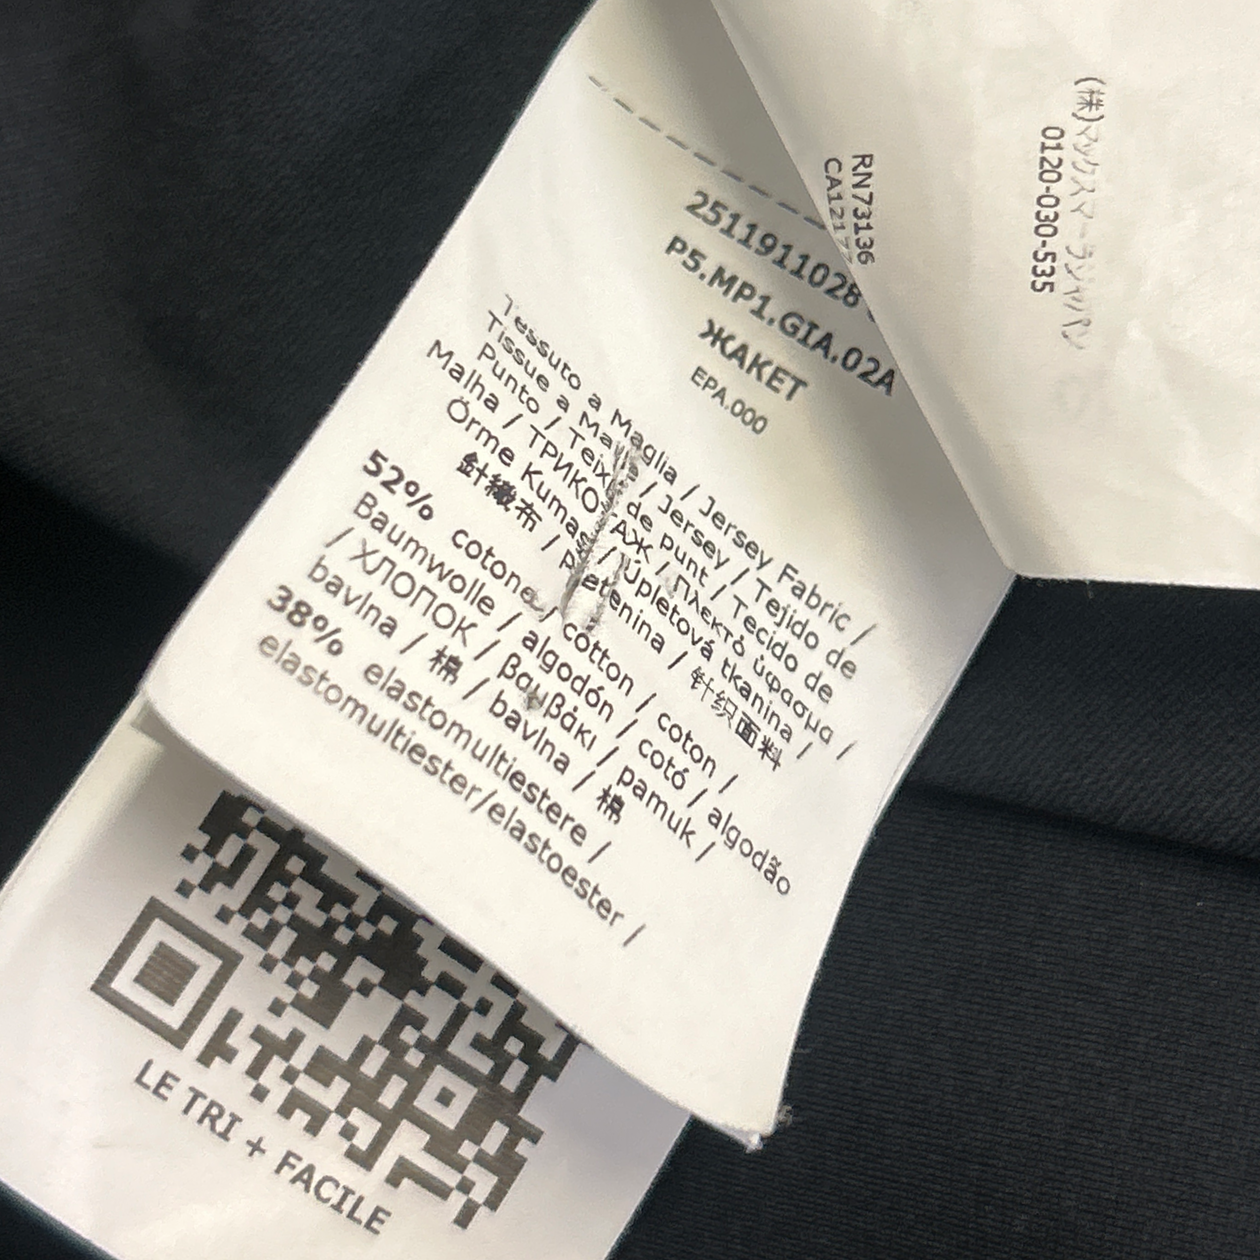 (株)マックスマーラジャパン
0120-030-535
RN73136
2511911028
P5.MP1.GIA.02A
ЖАКЕТ
EPA.000
Tessuto a Maglia / Jersey Fabric /
Tissue a Maille / Jersey / Tejido de
Punto / Teixit de punt / Tecido de
Malha / ТРИКОТАЖ / Πλεκτό ύφασμα /
Örme Kumaş / Úpletová tkanina /
針織布 / Pletenina / 针织面料
52% cotone / cotton / coton /
Baumwolle / algodón / cotó / algodão
/ ХЛОПОК / βαμβάκι / pamuk /
bavlna / 棉 / bavlna / 棉
38% elastomultiestere /
elastomultiester/elastoester /
LE TRI + FACILE